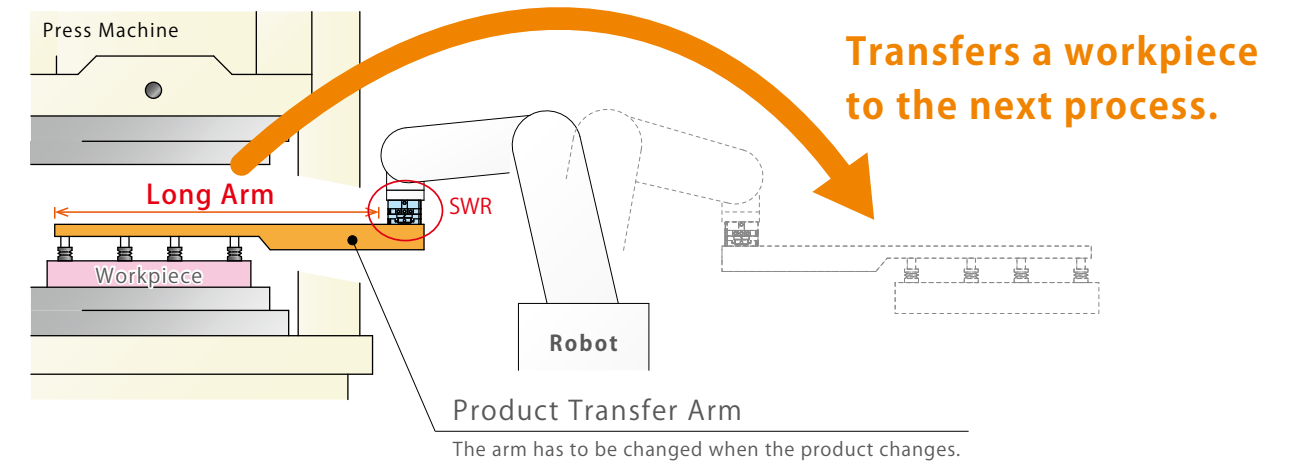 Press Machine
Transfers a workpiece
to the next process.
Long Arm
SWR
Workpiece
Robot
Product Transfer Arm
The arm has to be changed when the product changes.